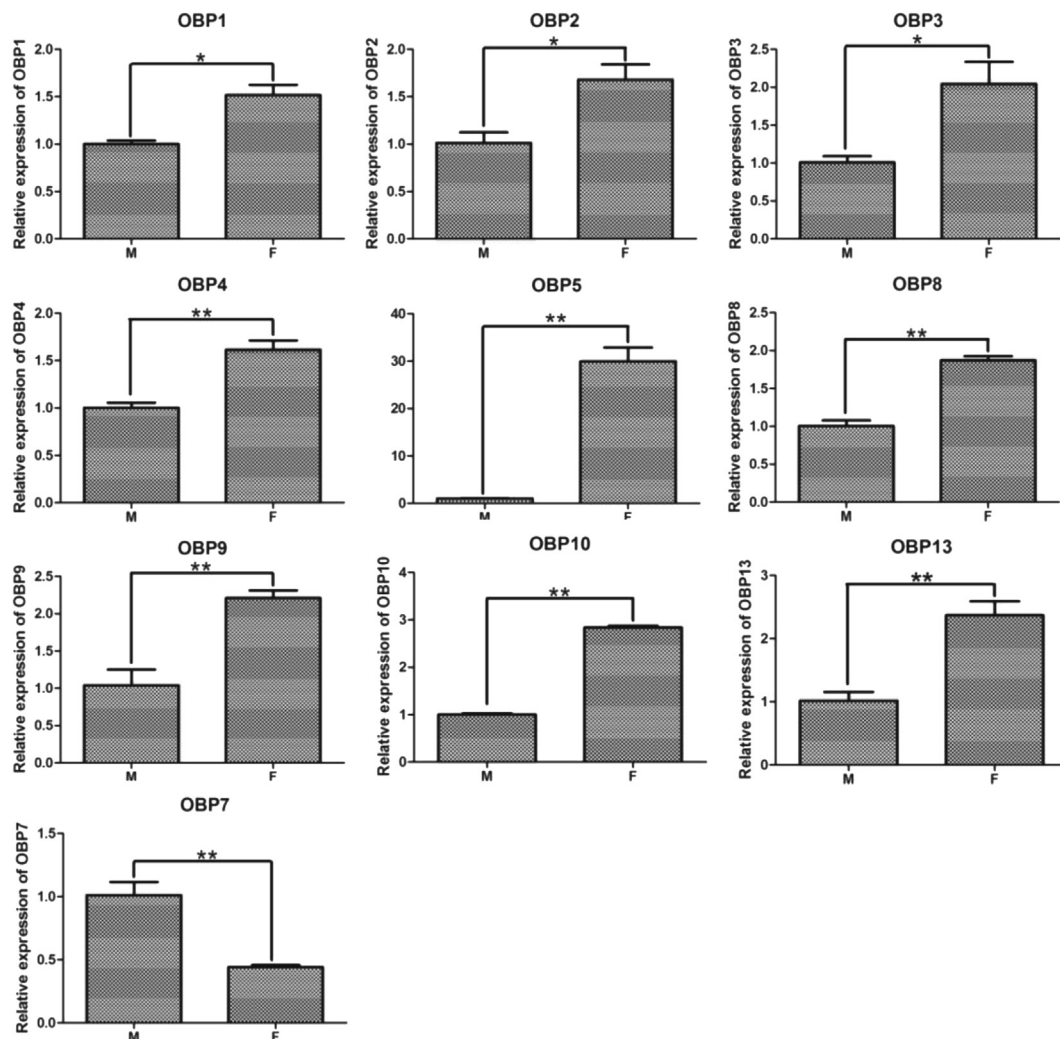 OBP1
Relative expression of OBP1
2.0
1.5
1.0
0.5
0.0
*
M F
OBP2
Relative expression of OBP2
2.0
1.5
1.0
0.5
0.0
*
M F
OBP3
Relative expression of OBP3
2.5
2.0
1.5
1.0
0.5
0.0
*
M F
OBP4
Relative expression of OBP4
2.0
1.5
1.0
0.5
0.0
**
M F
OBP5
Relative expression of OBP5
40
30
20
10
0
**
M F
OBP8
Relative expression of OBP8
2.5
2.0
1.5
1.0
0.5
0.0
**
M F
OBP9
Relative expression of OBP9
2.5
2.0
1.5
1.0
0.5
0.0
**
M F
OBP10
Relative expression of OBP10
4
3
2
1
0
**
M F
OBP13
Relative expression of OBP13
3
2
1
0
**
M F
OBP7
Relative expression of OBP7
1.5
1.0
0.5
0.0
**
M F